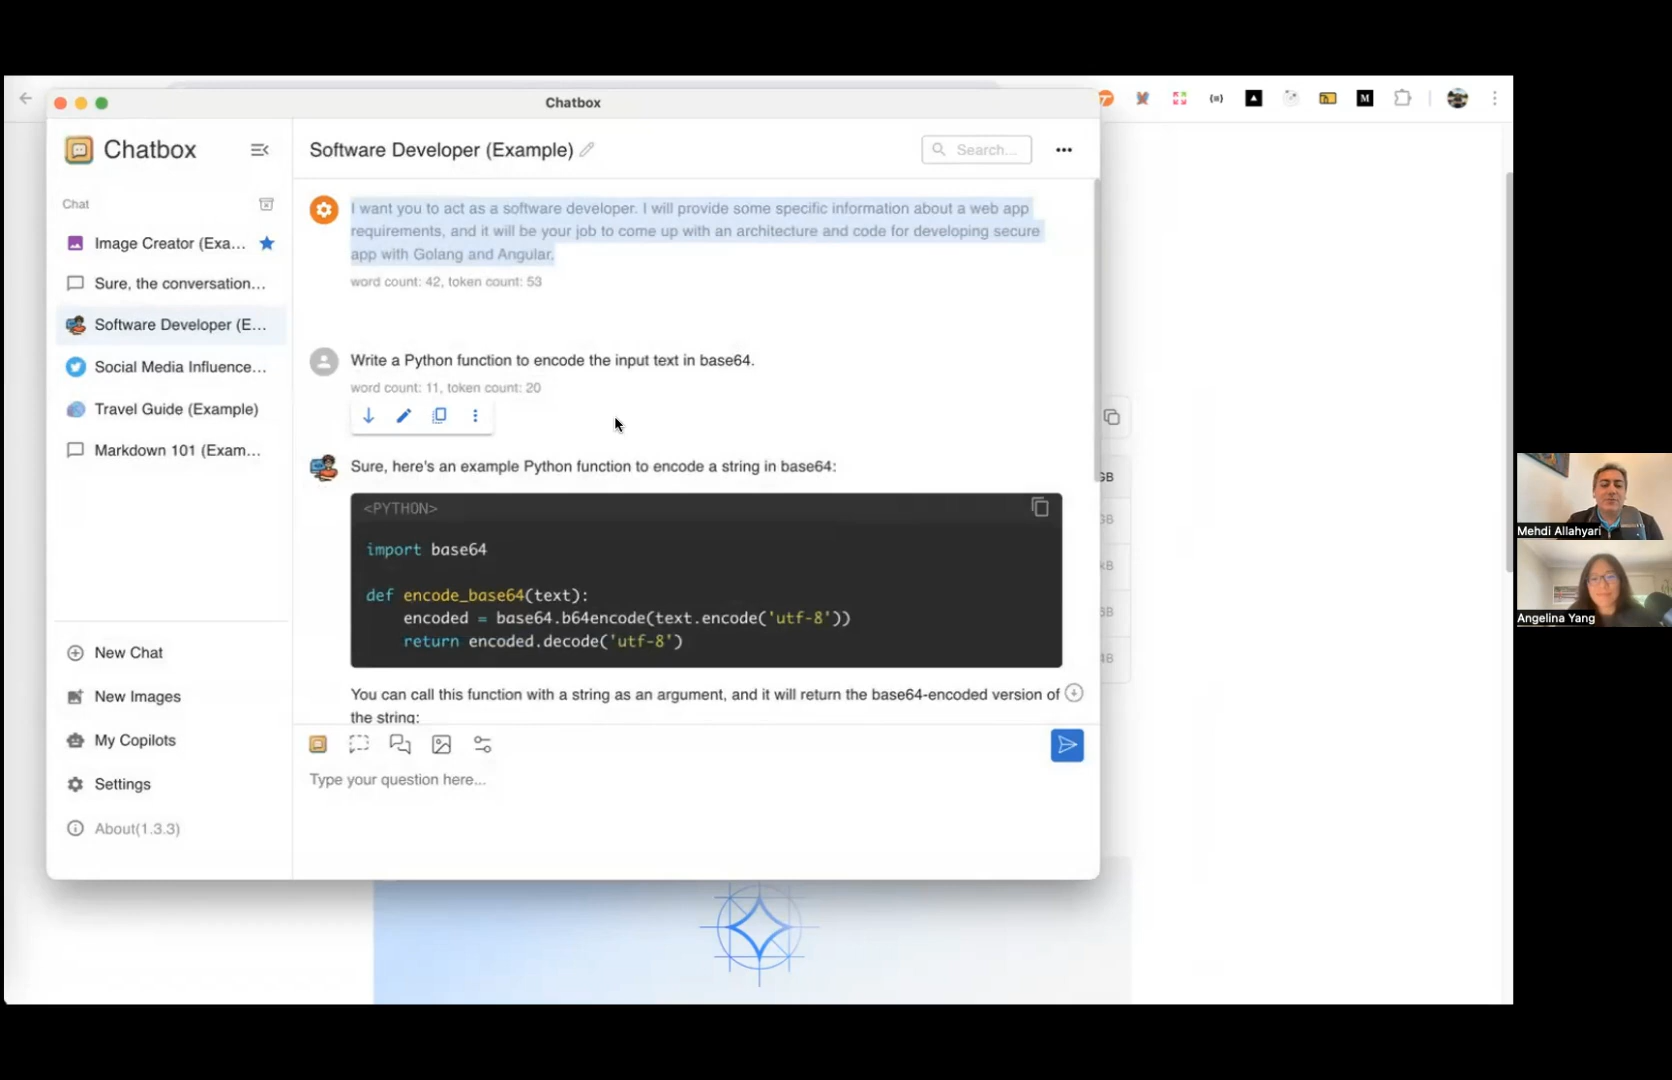 Chatbox
Chatbox
Software Developer (Example)
Search...
Chat
Image Creator (Exa...
Sure, the conversation...
Software Developer (E...
Social Media Influence...
Travel Guide (Example)
Markdown 101 (Exam...
New Chat
New Images
My Copilots
Settings
About(1.3.3)
I want you to act as a software developer. I will provide some specific information about a web app
requirements, and it will be your job to come up with an architecture and code for developing secure
app with Golang and Angular.
word count: 42, token count: 53
Write a Python function to encode the input text in base64.
word count: 11, token count: 20
Sure, here's an example Python function to encode a string in base64:
<PYTHON>
import base64
def encode_base64(text):
encoded = base64.b64encode(text.encode('utf-8'))
return encoded.decode('utf-8')
You can call this function with a string as an argument, and it will return the base64-encoded version of
the string:
Type your question here...
M
GB
Mehdi Allahyari
Angelina Yang